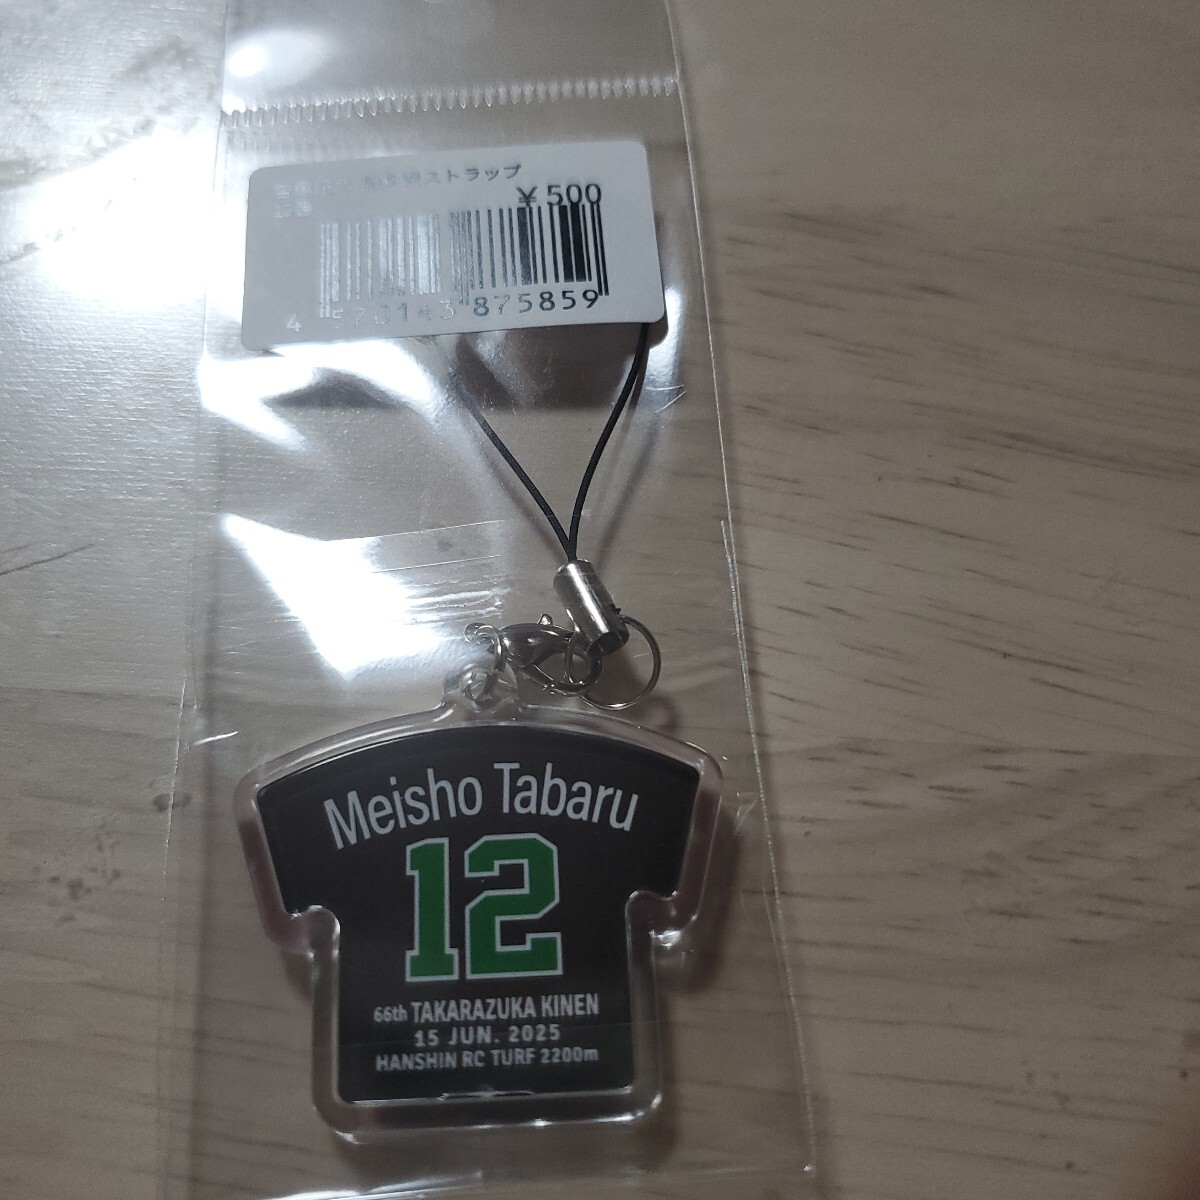 ストラップ
¥500
4 570143 875859
Meisho Tabaru
12
66th TAKARAZUKA KINEN
15 JUN. 2025
HANSHIN RC TURF 2200m